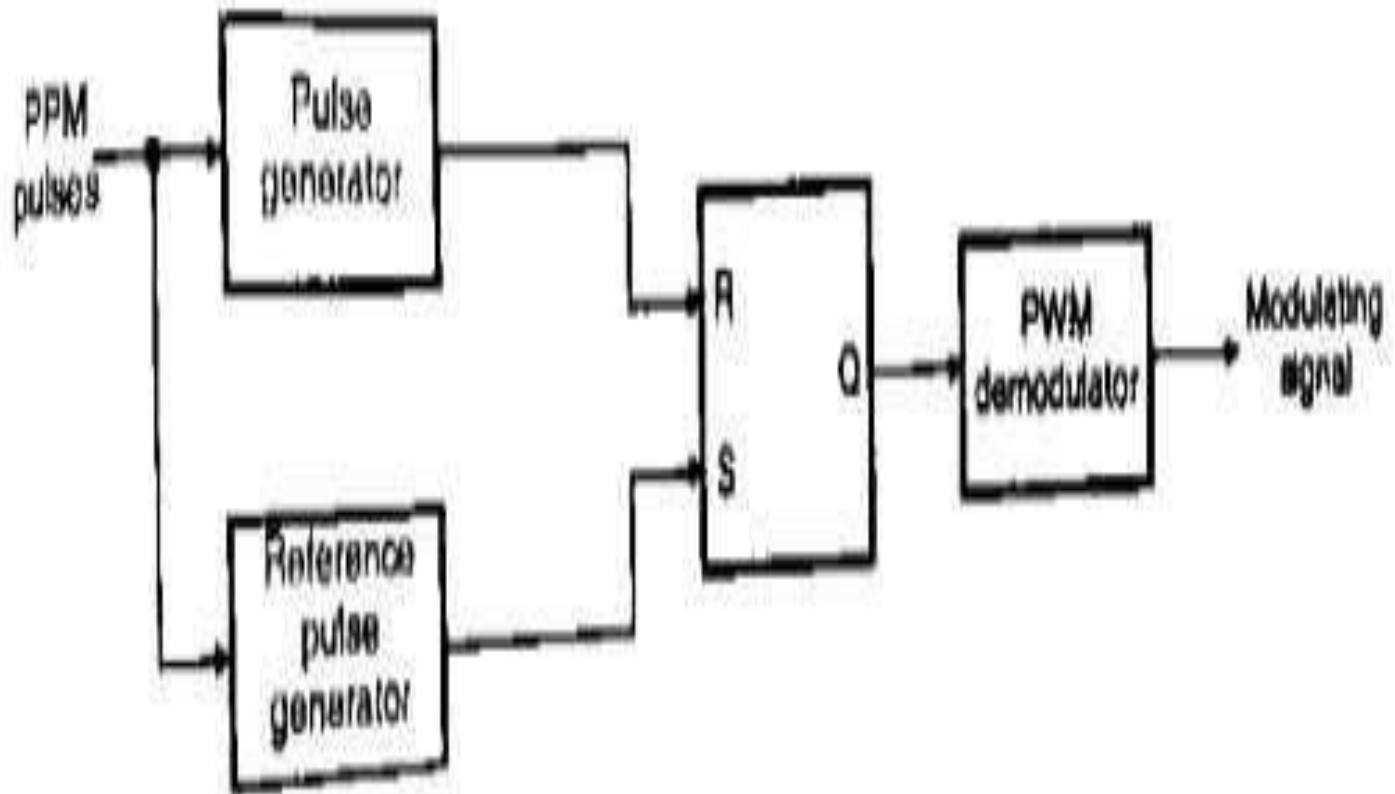 PPM
pulses
Pulse
generator
R
S
Q
PWM
demodulator
Modulating
signal
Reference
pulse
generator